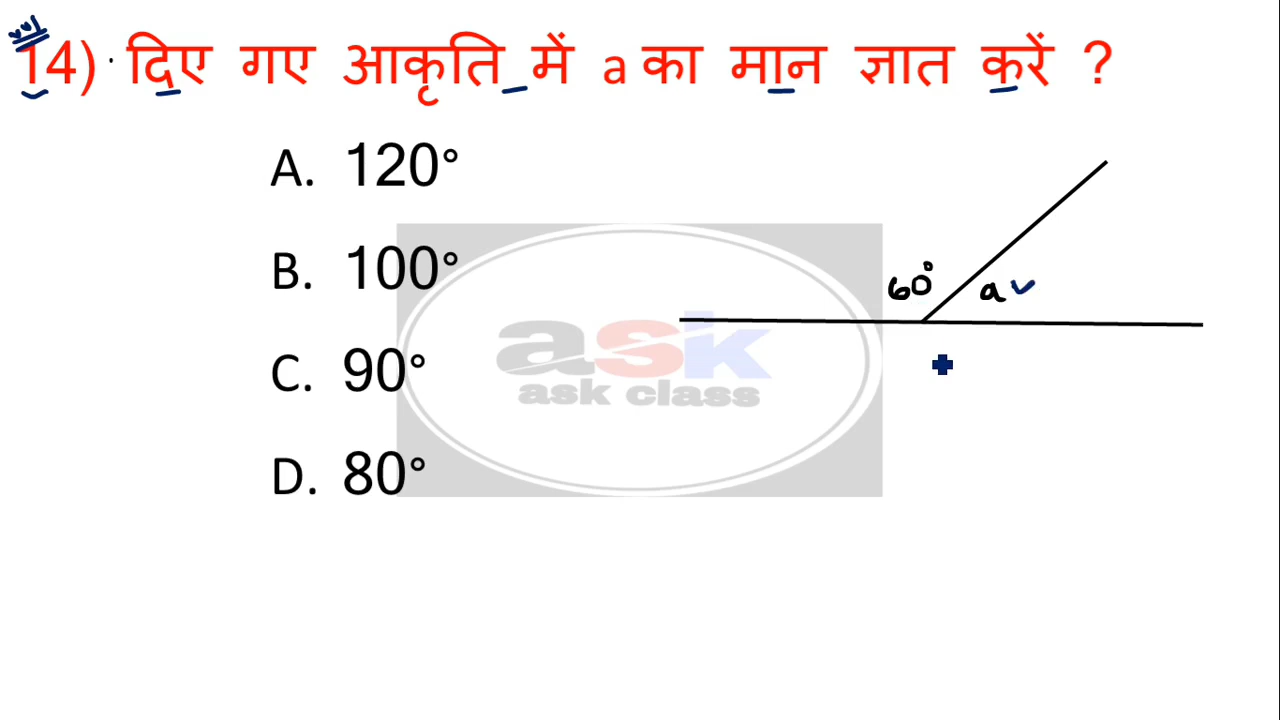 14) दिए गए आकृति में a का मान ज्ञात करें ?
A. 120°
B. 100°
C. 90°
D. 80°
60° a
ask
ask class